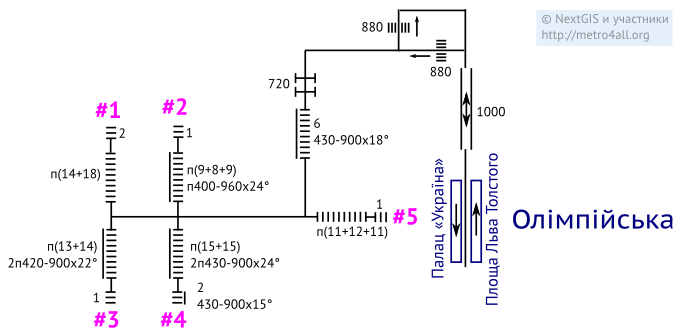 © NextGIS и участники
http://metro4all.org
880
880
720
1000
#1
2
#2
1
6
430-900x18°
п(14+18)
п(9+8+9)
п400-960x24°
1
#5
п(11+12+11)
п(13+14)
2п420-900x22°
п(15+15)
2п430-900x24°
1
#3
2
430-900x15°
#4
Палац «Україна»
Площа Льва Толстого
Олімпійська